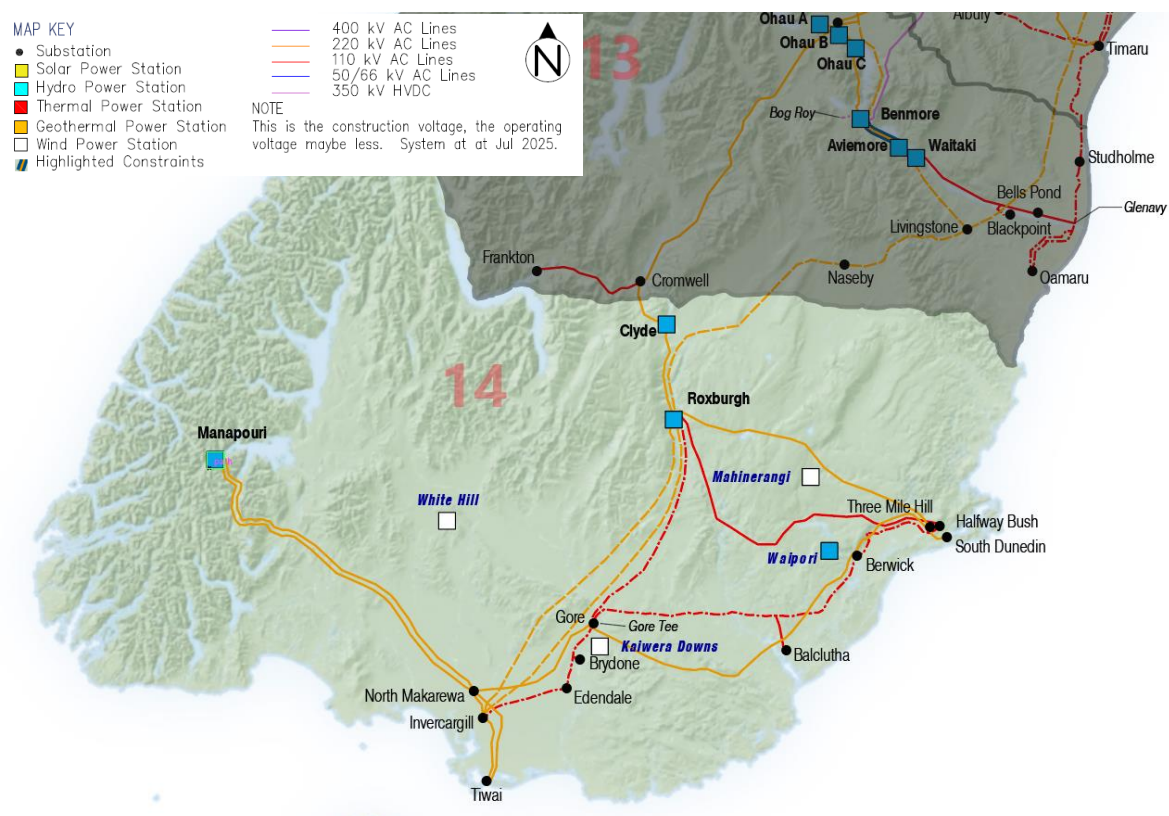 MAP KEY
Substation
Solar Power Station
Hydro Power Station
Thermal Power Station
Geothermal Power Station
Wind Power Station
Highlighted Constraints
400 kV AC Lines
220 kV AC Lines
110 kV AC Lines
50/66 kV AC Lines
350 kV HVDC
NOTE
This is the construction voltage, the operating
voltage maybe less. System at at Jul 2025.
N
13
Ohau A
Ohau B
Ohau C
Albury
Timaru
Bog Roy
Benmore
Aviemore
Waitaki
Studholme
Bells Pond
Glenavy
Livingstone
Blackpoint
Frankton
Cromwell
Naseby
Oamaru
Clyde
14
Roxburgh
Manapouri
Mahinerangi
White Hill
Three Mile Hill
Halfway Bush
South Dunedin
Waipori
Berwick
Gore
Gore Tee
Kaiwera Downs
Brydone
Balclutha
North Makarewa
Edendale
Invercargill
Tiwai